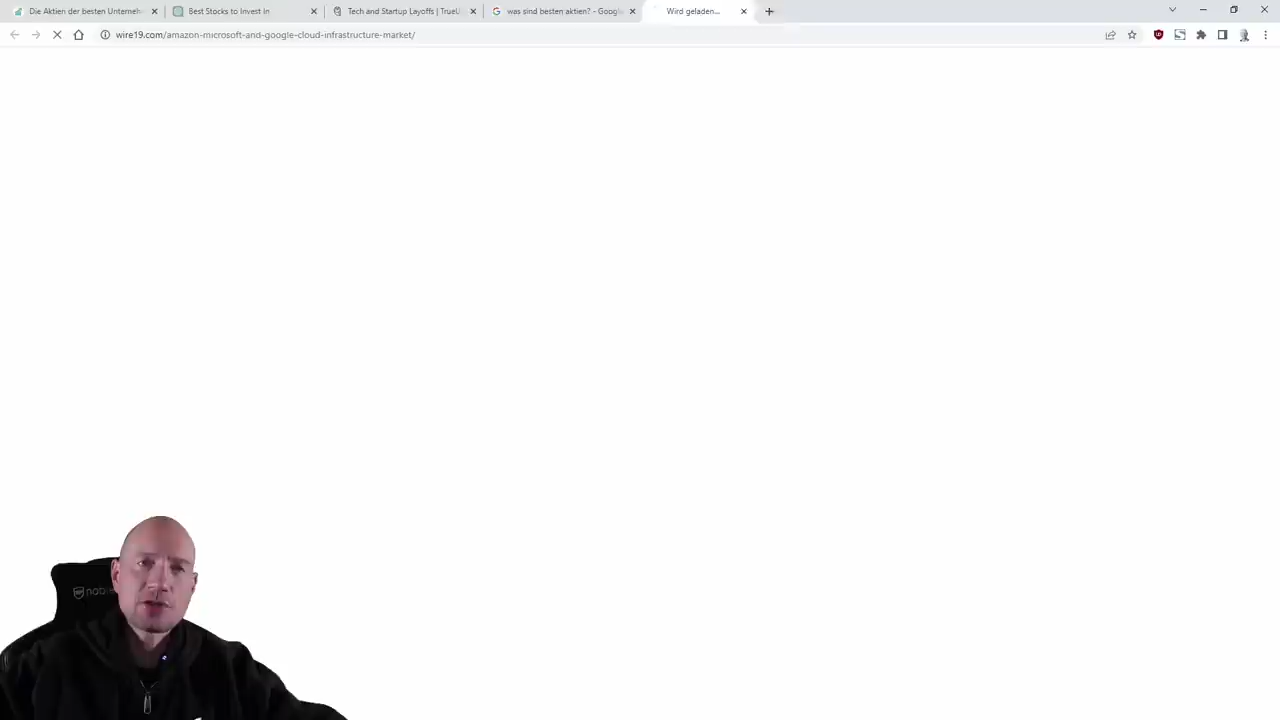 Die Aktien der besten Unterneh
Best Stocks to Invest In
Tech and Startup Layoffs | TrueU
was sind besten aktien? - Google
Wird geladen...
wire19.com/amazon-microsoft-and-google-cloud-infrastructure-market/